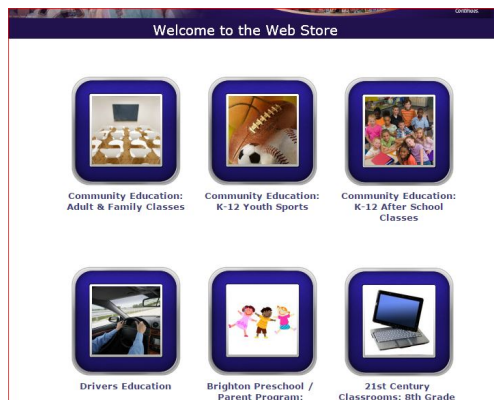 Continues.
Welcome to the Web Store
Community Education:
Adult & Family Classes
Community Education:
K-12 Youth Sports
Community Education:
K-12 After School
Classes
Drivers Education
Brighton Preschool /
Parent Program:
21st Century
Classrooms: 8th Grade